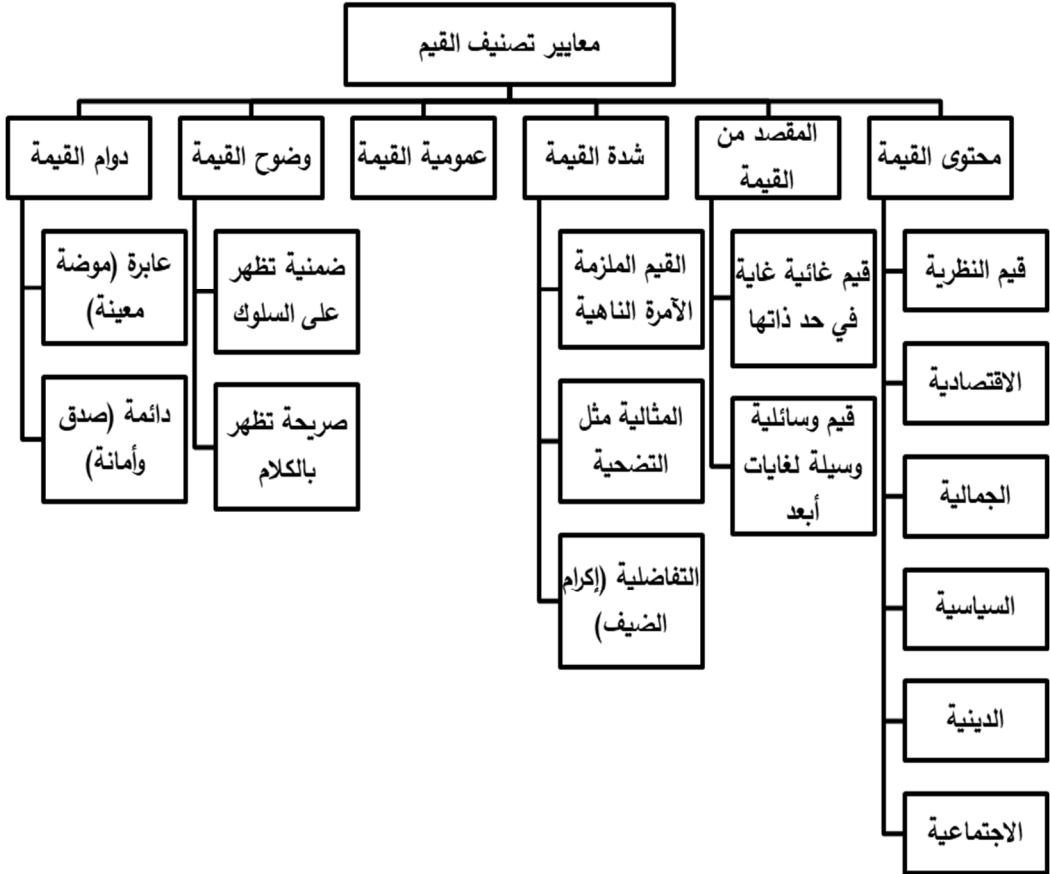 معايير تصنيف القيم
محتوى القيمة
قيم النظرية
الاقتصادية
الجمالية
السياسية
الدينية
الاجتماعية
المقصد من
القيمة
قيم غائية غاية
في حد ذاتها
قيم وسائلية
وسيلة لغايات
أبعد
شدة القيمة
القيم الملزمة
الآمرة الناهية
المثالية مثل
التضحية
التفاضلية (إكرام
الضيف)
عمومية القيمة
وضوح القيمة
ضمنية تظهر
على السلوك
صريحة تظهر
بالكلام
دوام القيمة
عابرة (موضة
معينة)
دائمة (صدق
وأمانة)